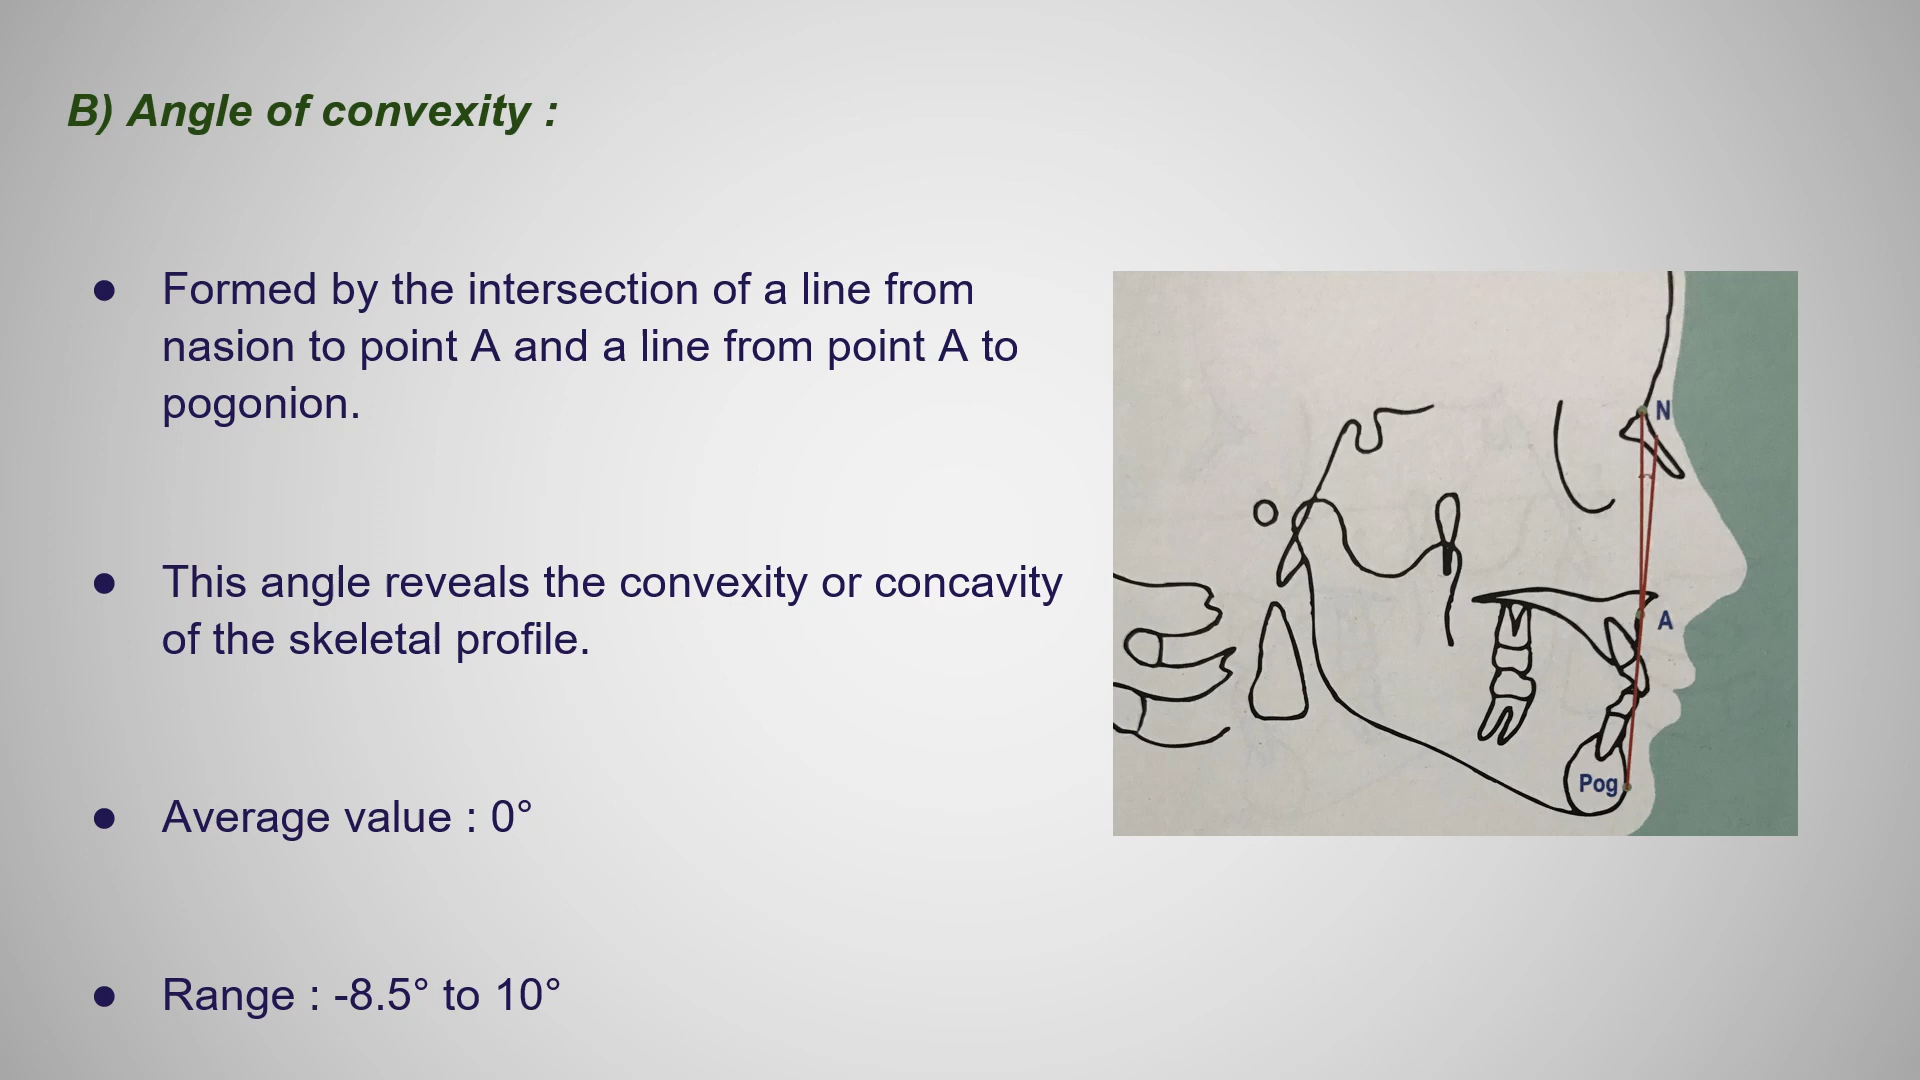 B) Angle of convexity :
● Formed by the intersection of a line from
nasion to point A and a line from point A to
pogonion.
● This angle reveals the convexity or concavity
of the skeletal profile.
● Average value : 0°
● Range : -8.5° to 10°
N
A
Pog